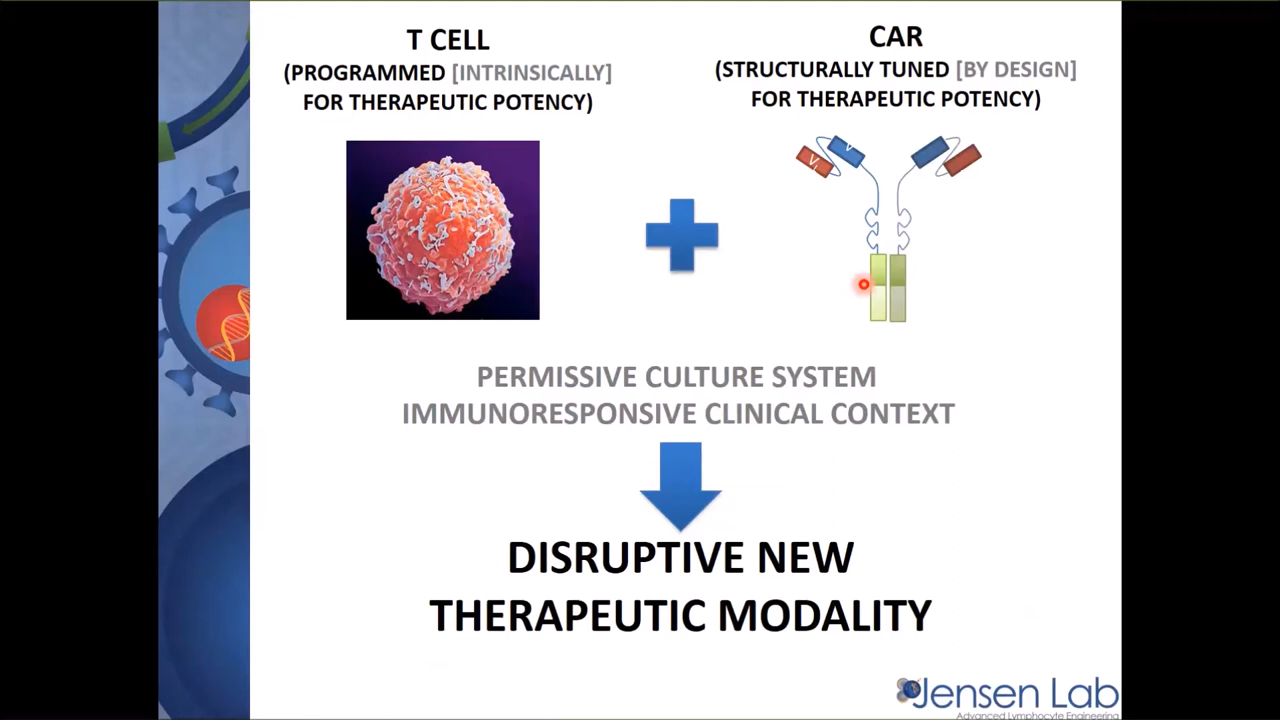 T CELL
(PROGRAMMED [INTRINSICALLY]
FOR THERAPEUTIC POTENCY)
CAR
(STRUCTURALLY TUNED [BY DESIGN]
FOR THERAPEUTIC POTENCY)
PERMISSIVE CULTURE SYSTEM
IMMUNORESPONSIVE CLINICAL CONTEXT
DISRUPTIVE NEW
THERAPEUTIC MODALITY
Jensen Lab
Advanced Lymphocyte Engineering